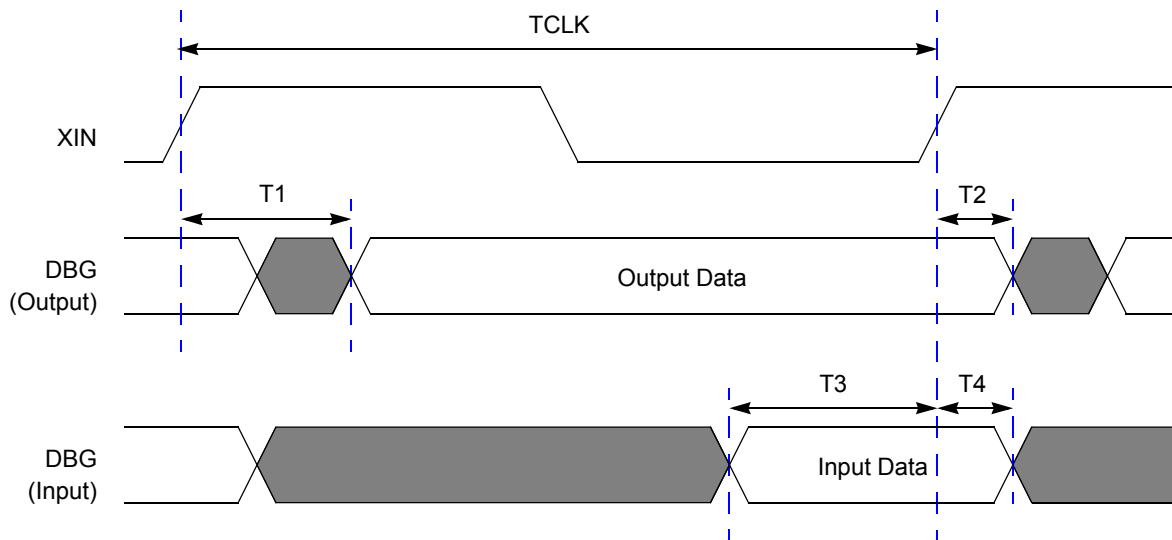 TCLK
XIN
T1
T2
DBG
(Output)
Output Data
T3
T4
DBG
(Input)
Input Data